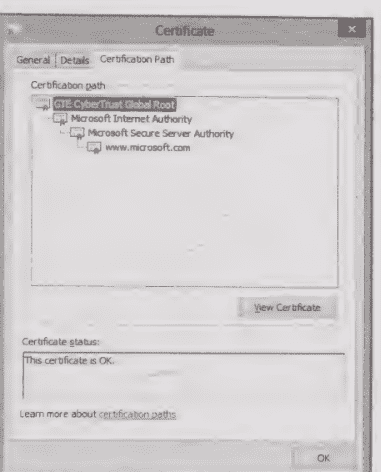 Certificate
General Details Certification Path
Certification path
GTE CyberTrust Global Root
Microsoft Internet Authority
Microsoft Secure Server Authority
www.microsoft.com
View Certificate
Certificate status:
This certificate is OK.
Learn more about certification paths
OK